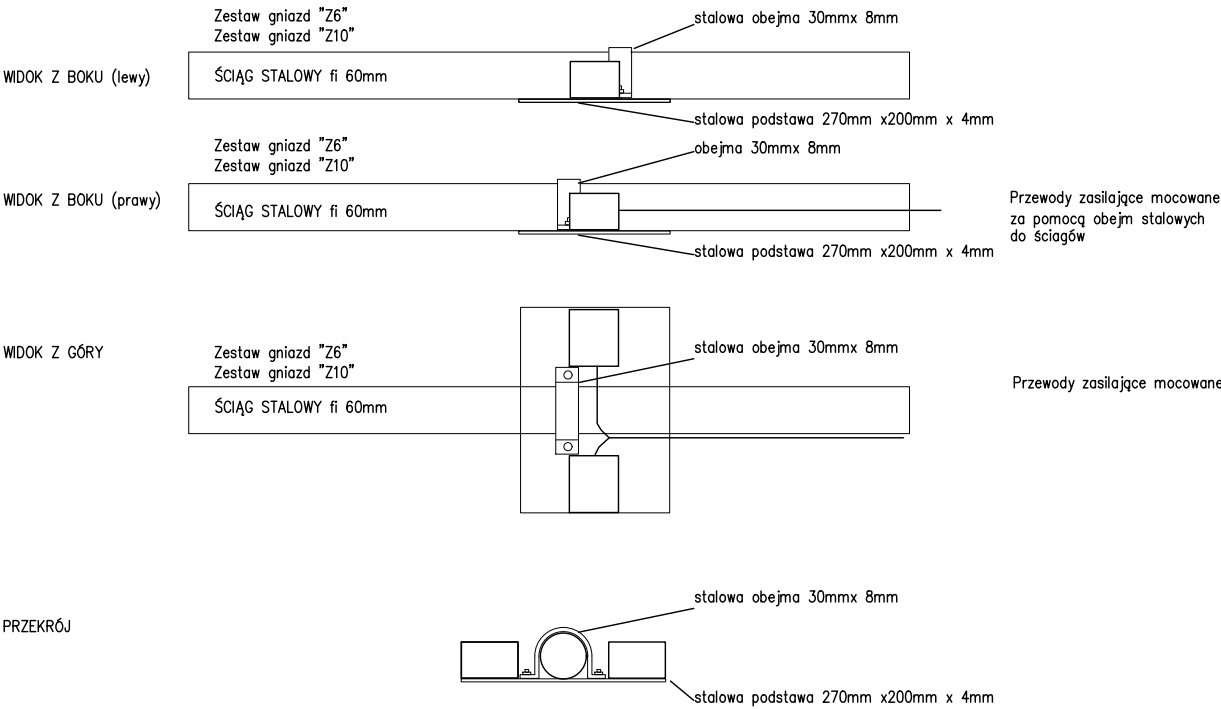 Zestaw gniazd "Z6"
Zestaw gniazd "Z10"
stalowa obejma 30mmx 8mm
WIDOK Z BOKU (lewy)
ŚCIĄG STALOWY fi 60mm
stalowa podstawa 270mm x200mm x 4mm
Zestaw gniazd "Z6"
Zestaw gniazd "Z10"
obejma 30mmx 8mm
WIDOK Z BOKU (prawy)
ŚCIĄG STALOWY fi 60mm
Przewody zasilające mocowane
za pomocą obejm stalowych
do ściagów
stalowa podstawa 270mm x200mm x 4mm
WIDOK Z GÓRY
Zestaw gniazd "Z6"
Zestaw gniazd "Z10"
stalowa obejma 30mmx 8mm
Przewody zasilające mocowane
ŚCIĄG STALOWY fi 60mm
PRZEKRÓJ
stalowa obejma 30mmx 8mm
stalowa podstawa 270mm x200mm x 4mm